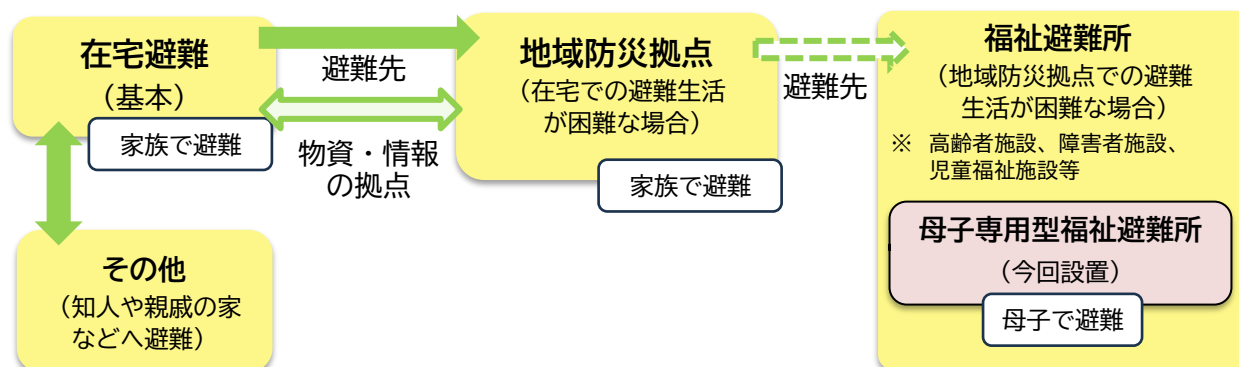 在宅避難
（基本）
家族で避難
避難先
物資・情報
の拠点
地域防災拠点
（在宅での避難生活
が困難な場合）
家族で避難
避難先
福祉避難所
（地域防災拠点での避難
生活が困難な場合）
※ 高齢者施設、障害者施設、
児童福祉施設等
母子専用型福祉避難所
（今回設置）
母子で避難
その他
（知人や親戚の家
などへ避難）